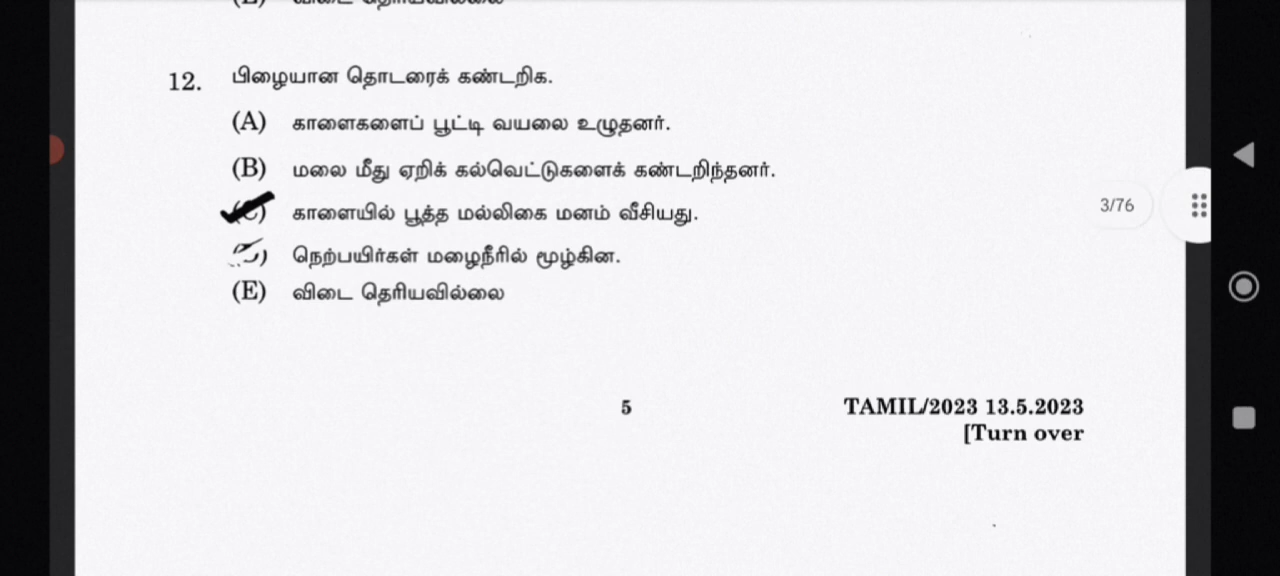 12. பிழையான தொடரைக் கண்டறிக.
(A) காளைகளைப் பூட்டி வயலை உழுதனர்.
(B) மலை மீது ஏறிக் கல்வெட்டுகளைக் கண்டறிந்தனர்.
(C) காளையில் பூத்த மல்லிகை மனம் வீசியது.
நெற்பயிர்கள் மழைநீரில் மூழ்கின.
(E) விடை தெரியவில்லை
3/76
5
TAMIL/2023 13.5.2023
[Turn over